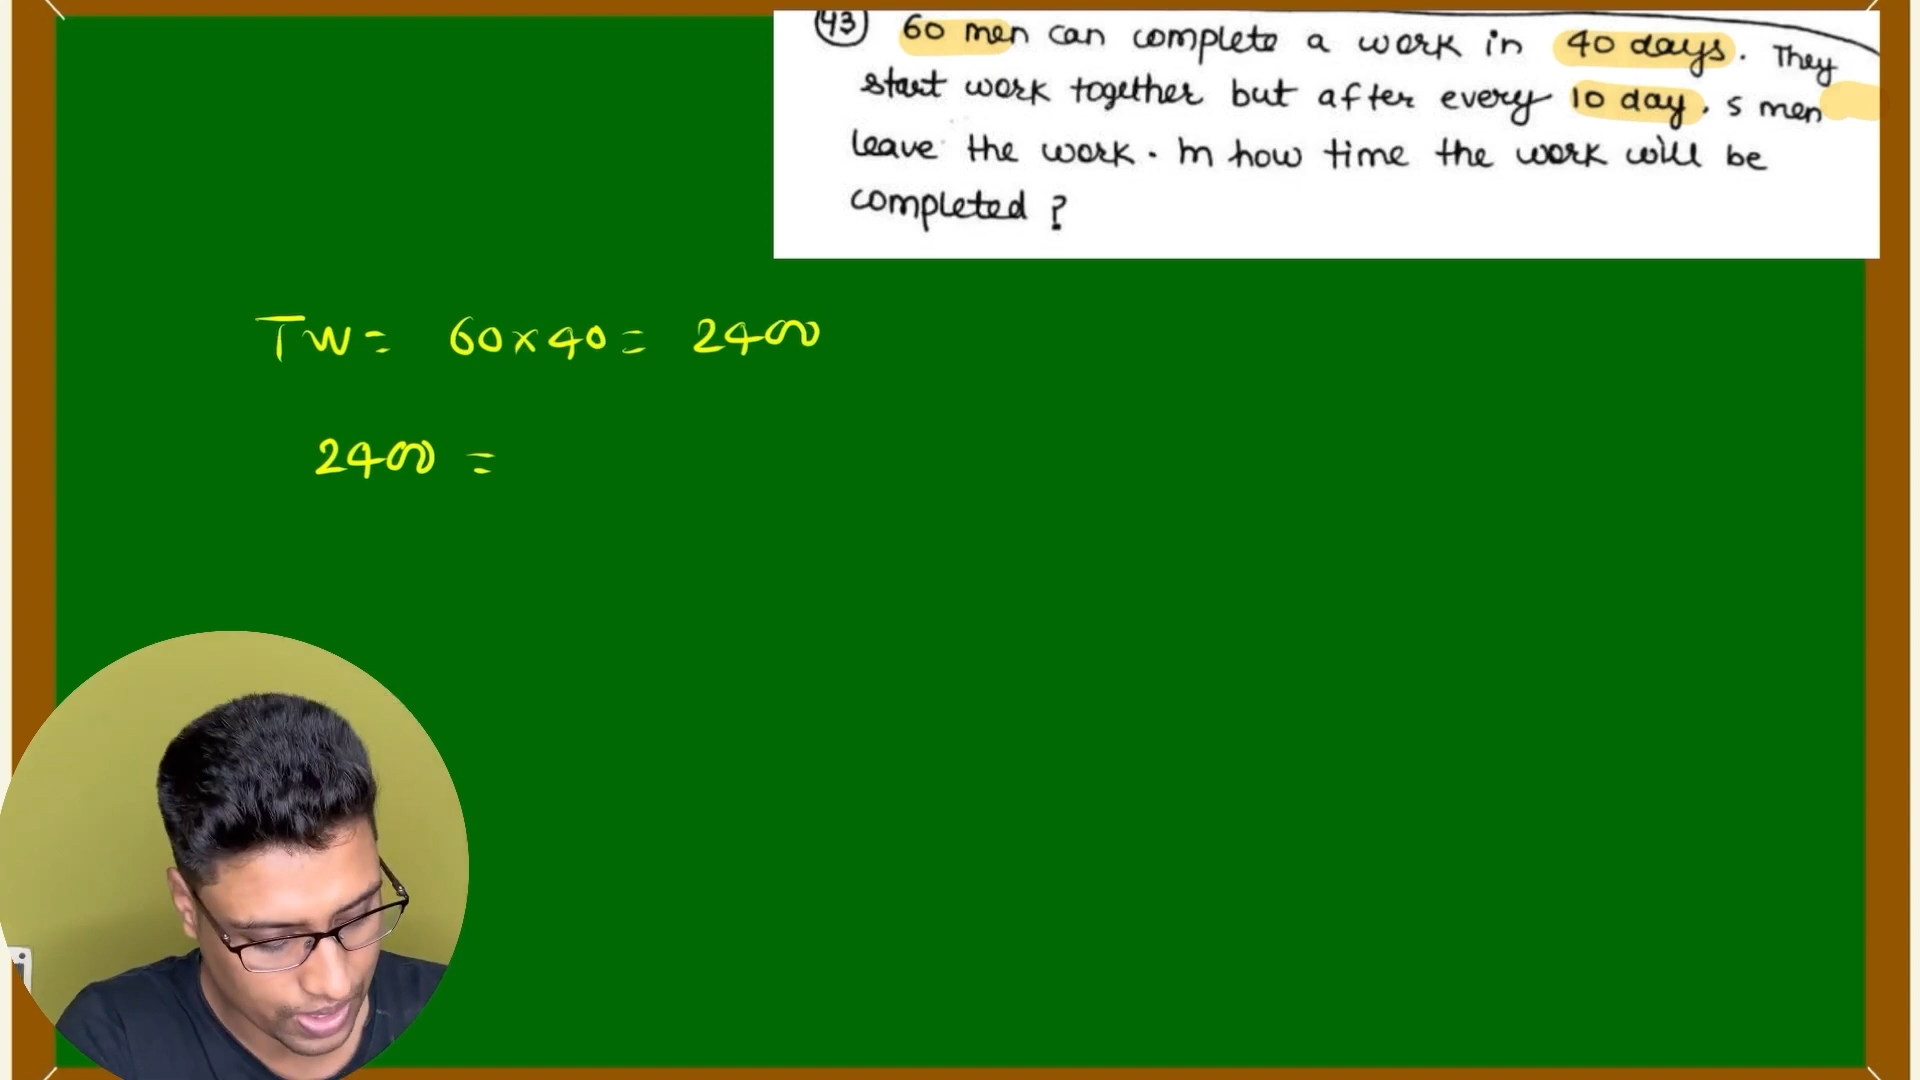 43 60 men can complete a work in 40 days. They
start work together but after every 10 day, 5 men
leave the work. In how time the work will be
completed ?
TW = 60×40 = 2400
2400 =